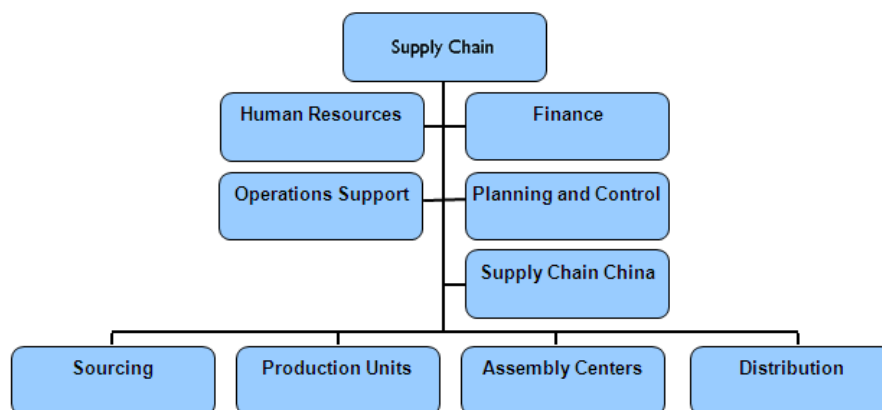 Supply Chain
Human Resources
Finance
Operations Support
Planning and Control
Supply Chain China
Sourcing
Production Units
Assembly Centers
Distribution